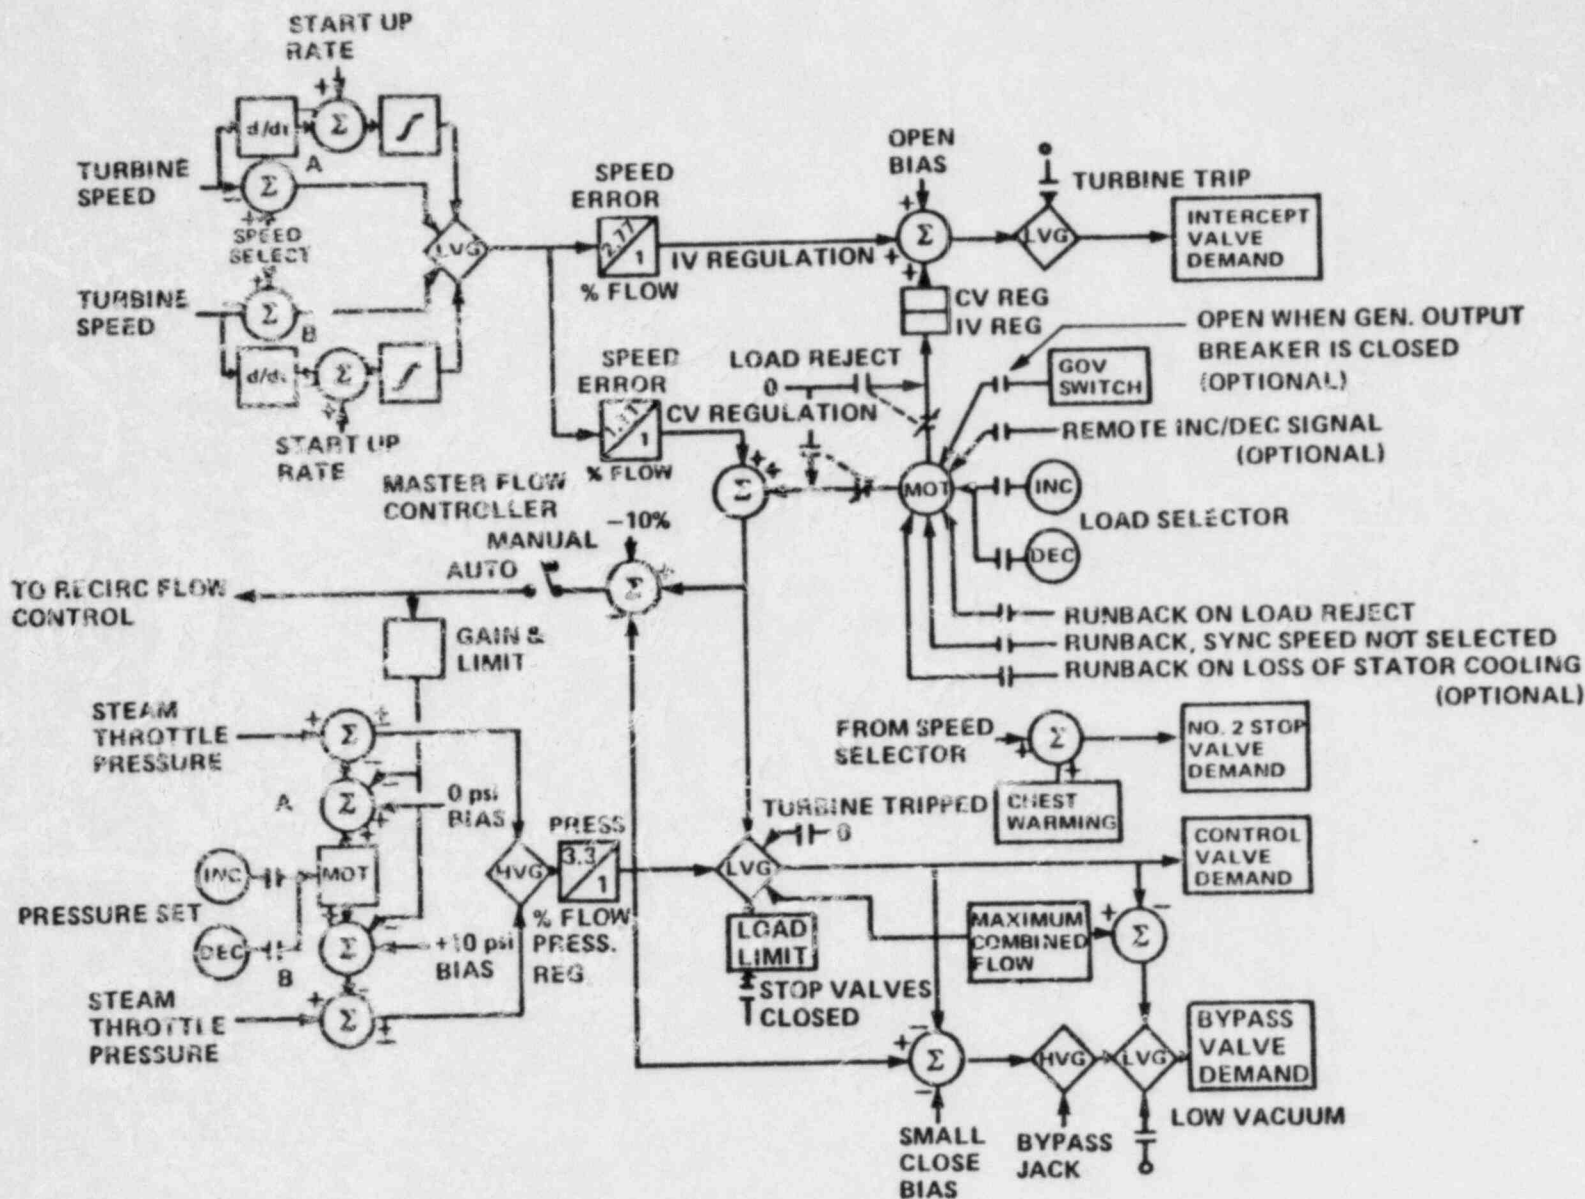 START UP
RATE
d/dt
Σ
∫
A
TURBINE
SPEED
Σ
SPEED
SELECT
LVG
TURBINE
SPEED
Σ
B
d/dt
Σ
∫
START UP
RATE
SPEED
ERROR
2.77
1
IV REGULATION
% FLOW
SPEED
ERROR
1
CV REGULATION
% FLOW
OPEN
BIAS
Σ
TURBINE TRIP
LVG
INTERCEPT
VALVE
DEMAND
CV REG
IV REG
OPEN WHEN GEN. OUTPUT
BREAKER IS CLOSED
(OPTIONAL)
LOAD REJECT
0
GOV
SWITCH
REMOTE INC/DEC SIGNAL
(OPTIONAL)
MOT
INC
LOAD SELECTOR
DEC
RUNBACK ON LOAD REJECT
RUNBACK, SYNC SPEED NOT SELECTED
RUNBACK ON LOSS OF STATOR COOLING
(OPTIONAL)
MASTER FLOW
CONTROLLER
-10%
MANUAL
AUTO
Σ
Σ
TO RECIRC FLOW
CONTROL
GAIN &
LIMIT
STEAM
THROTTLE
PRESSURE
Σ
A
Σ
0 psi
BIAS
INC
MOT
PRESSURE SET
DEC
B
Σ
+10 psi
BIAS
STEAM
THROTTLE
PRESSURE
Σ
HVG
PRESS
3.3
1
% FLOW
PRESS.
REG
FROM SPEED
SELECTOR
Σ
NO. 2 STOP
VALVE
DEMAND
CHEST
WARMING
TURBINE TRIPPED
0
LVG
CONTROL
VALVE
DEMAND
LOAD
LIMIT
STOP VALVES
CLOSED
MAXIMUM
COMBINED
FLOW
Σ
Σ
HVG
LVG
BYPASS
VALVE
DEMAND
LOW VACUUM
SMALL
CLOSE
BIAS
BYPASS
JACK